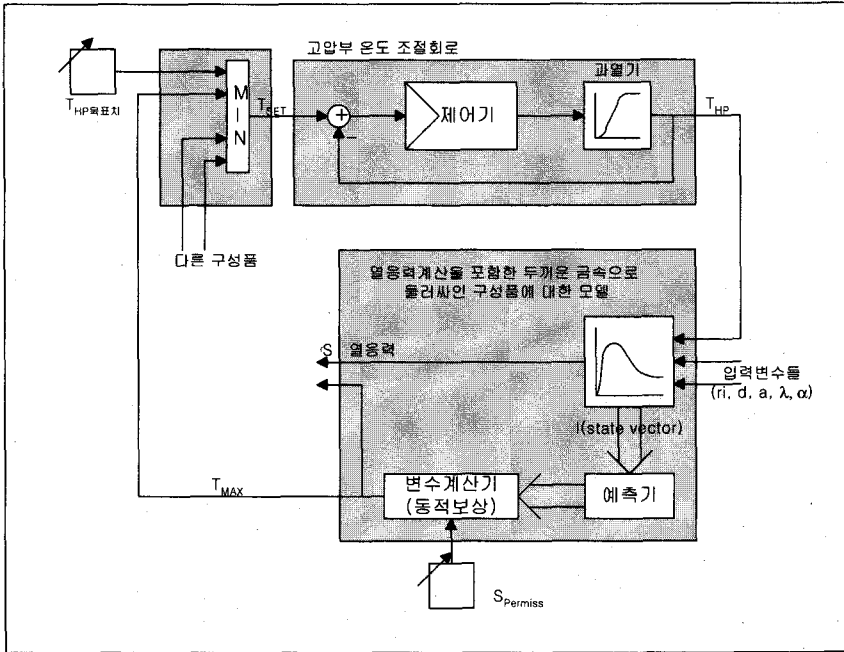 고압부 온도 조절회로
T_HP목표치
M
I
N
T_SET
+
−
제어기
과열기
T_HP
다른 구성품
열응력계산을 포함한 두꺼운 금속으로
둘러싸인 구성품에 대한 모델
S 열응력
입력변수들
(ri, d, a, λ, α)
I(state vector)
T_MAX
변수계산기
(동적보상)
예측기
S_Permiss